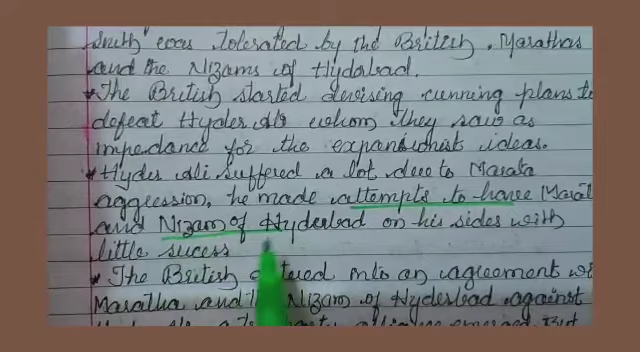 was tolerated by the British, Marathas
and the Nizams of Hyderbad.
* The British started devising cunning plans to
defeat Hyder Ali whom they saw as
impedance for the expansionist ideas.
* Hyder Ali suffered a lot due to Marata
aggression, he made attempts to have Marat
and Nizam of Hyderbad on his sides with
little sucess
* The British entered into an agreement wi
Maratha and the Nizam of Hyderbad against